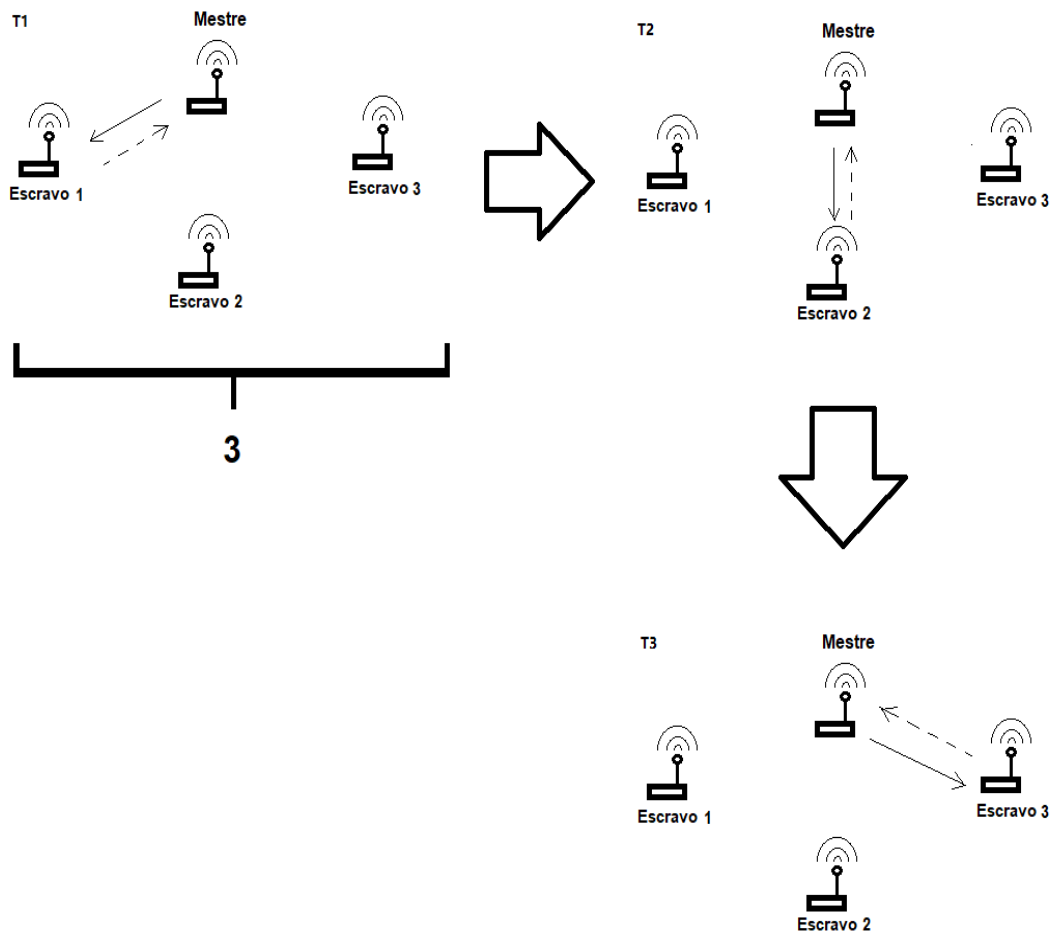 T1
Mestre
Escravo 1
Escravo 3
Escravo 2
3
T2
Mestre
Escravo 1
Escravo 3
Escravo 2
T3
Mestre
Escravo 1
Escravo 3
Escravo 2